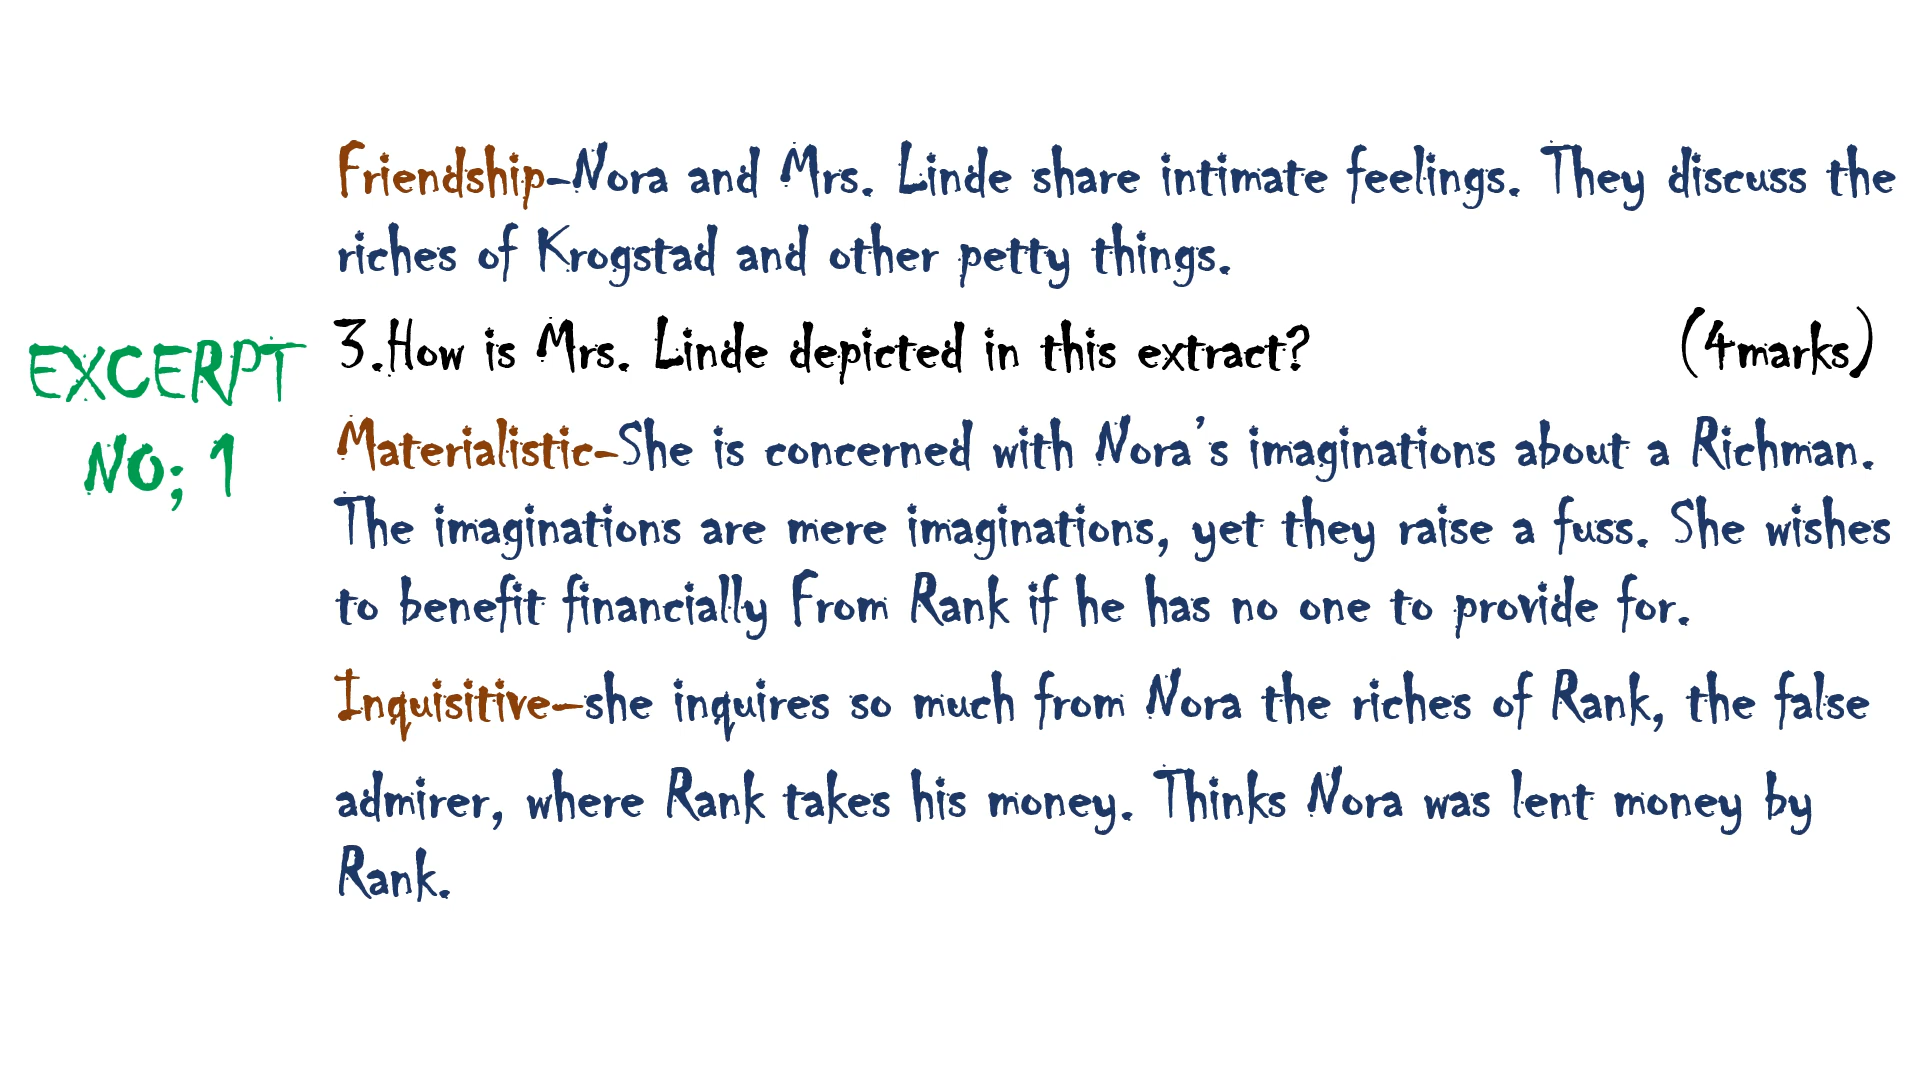 EXCERPT
NO; 1
Friendship-Nora and Mrs. Linde share intimate feelings. They discuss the
riches of Krogstad and other petty things.
3.How is Mrs. Linde depicted in this extract? (4marks)
Materialistic-She is concerned with Nora's imaginations about a Richman.
The imaginations are mere imaginations, yet they raise a fuss. She wishes
to benefit financially From Rank if he has no one to provide for.
Inquisitive–she inquires so much from Nora the riches of Rank, the false
admirer, where Rank takes his money. Thinks Nora was lent money by
Rank.